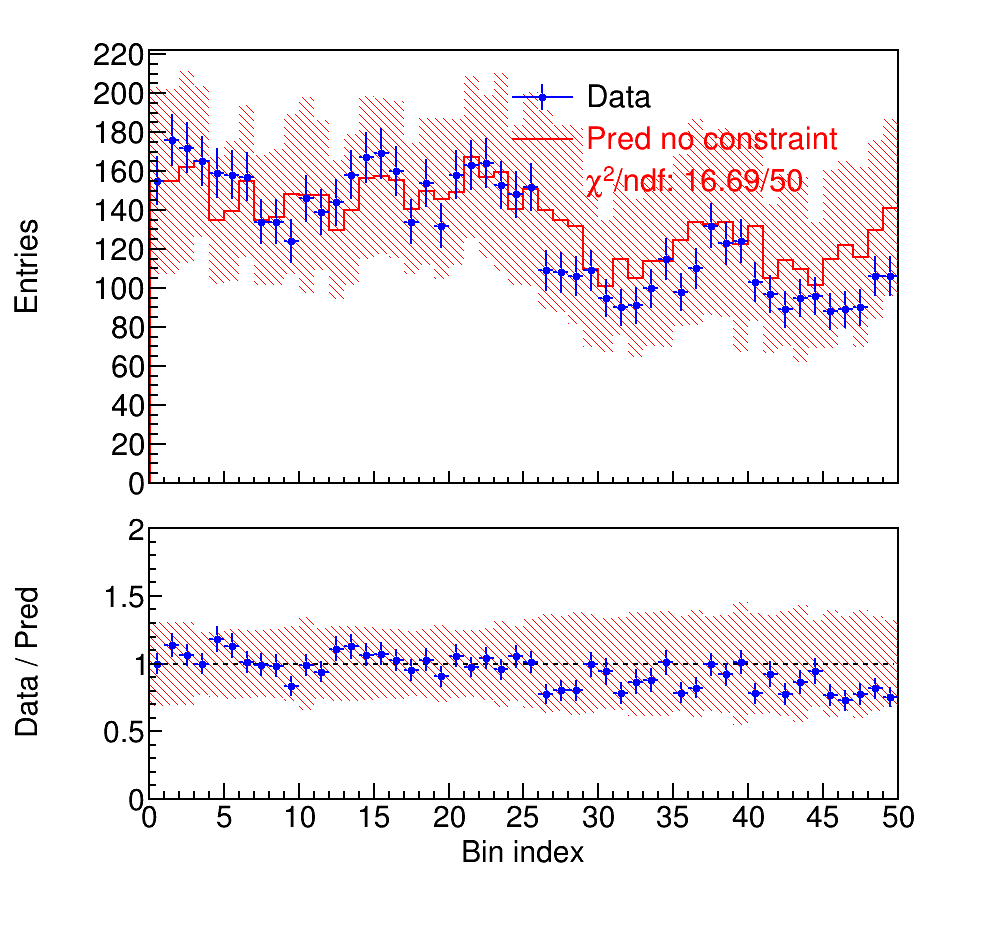 220
200
180
160
140
120
100
80
60
40
20
0
Entries
Data
Pred no constraint
χ²/ndf: 16.69/50
2
1.5
1
0.5
0
Data / Pred
0 5 10 15 20 25 30 35 40 45 50
Bin index